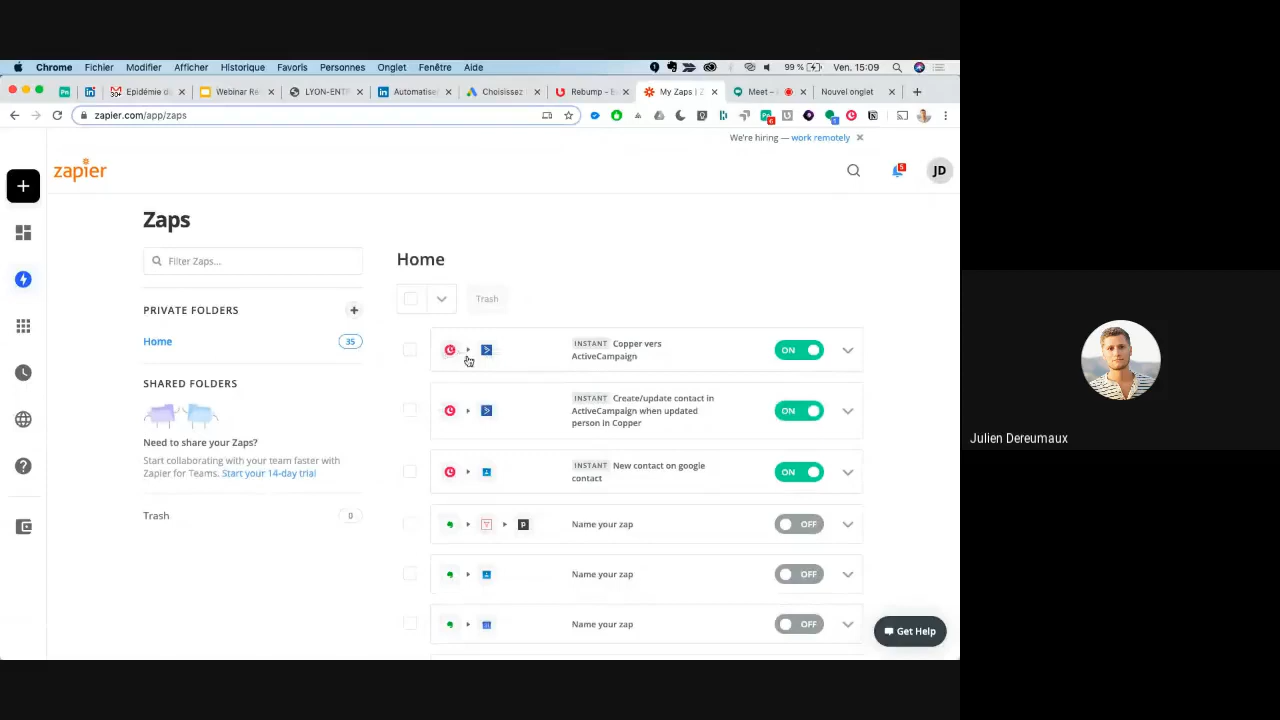 Chrome Fichier Modifier Afficher Historique Favoris Personnes Onglet Fenêtre Aide 99 % Ven. 15:09
Epidémie d Webinar Re LYON-ENTR Automatise Choisissez Rebump - E My Zaps | Z Meet – Nouvel onglet
zapier.com/app/zaps
We're hiring — work remotely
zapier
5
JD
Zaps
Filter Zaps...
Home
Trash
PRIVATE FOLDERS
Home 35
SHARED FOLDERS
Need to share your Zaps?
Start collaborating with your team faster with
Zapier for Teams. Start your 14-day trial
Trash 0
INSTANT Copper vers
ActiveCampaign
ON
INSTANT Create/update contact in
ActiveCampaign when updated
person in Copper
ON
INSTANT New contact on google
contact
ON
Name your zap OFF
Name your zap OFF
Name your zap OFF
Get Help
Julien Dereumaux